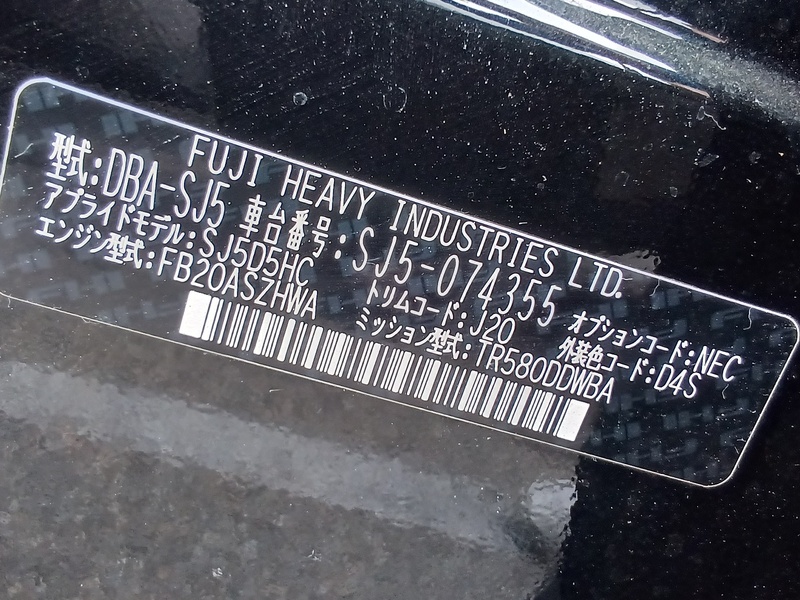 FUJI HEAVY INDUSTRIES LTD.
型式:DBA-SJ5 車台番号:SJ5-074355
アプライドモデル:SJ5D5HC トリムコード:J20 オプションコード:NEC
エンジン型式:FB20ASZHWA ミッション型式:TR580DDWBA 外装色コード:D4S